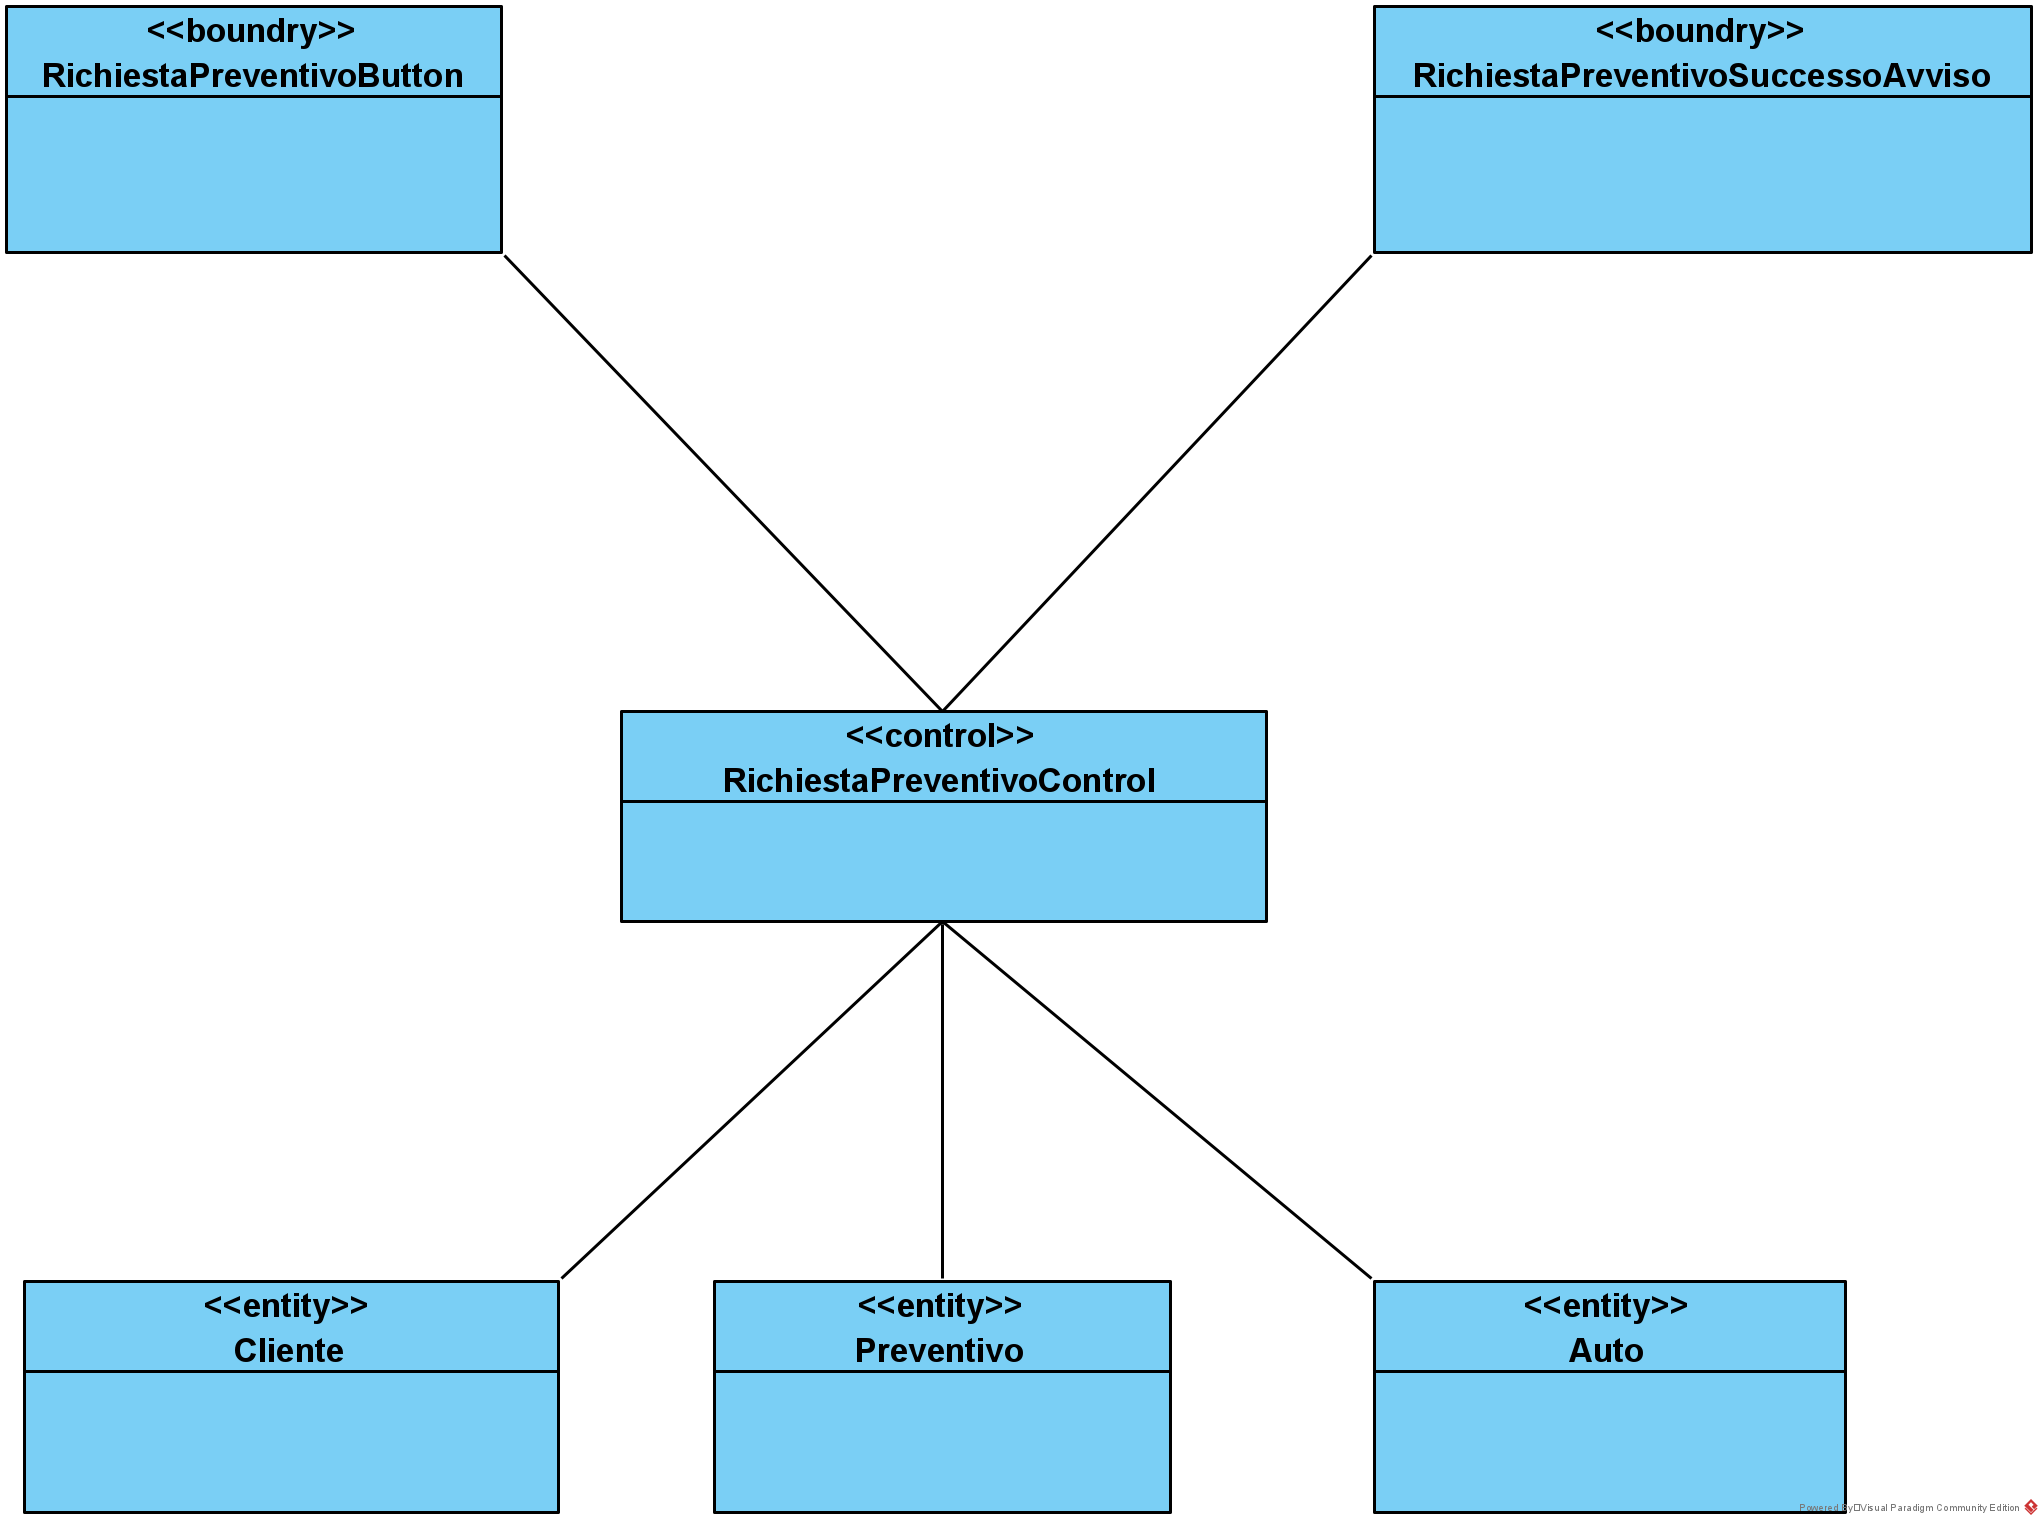 <<boundry>>
RichiestaPreventivoButton
<<boundry>>
RichiestaPreventivoSuccessoAvviso
<<control>>
RichiestaPreventivoControl
<<entity>>
Cliente
<<entity>>
Preventivo
<<entity>>
Auto
Powered By□Visual Paradigm Community Edition